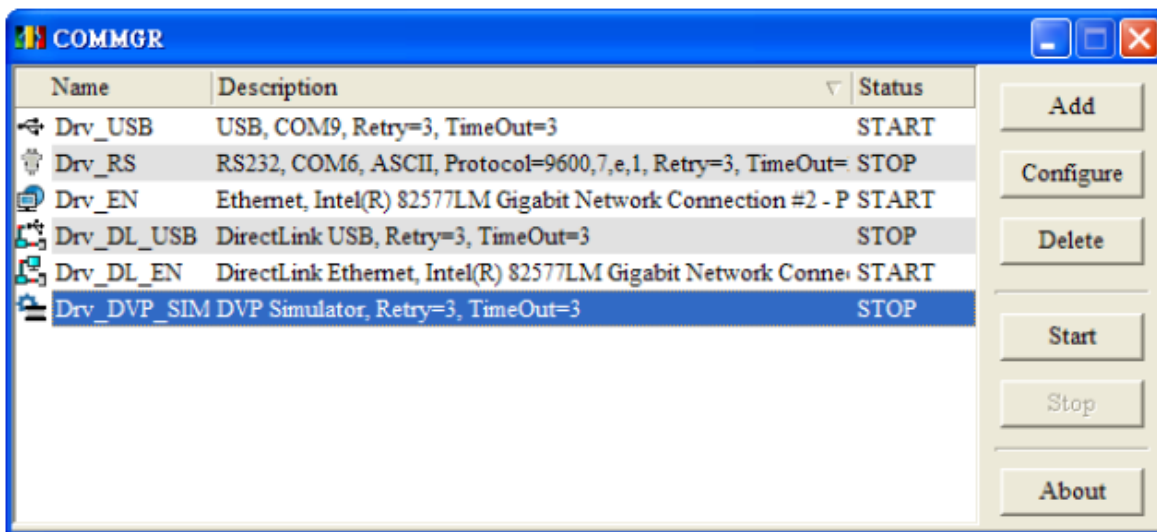 COMMGR
Name Description Status
Drv_USB USB, COM9, Retry=3, TimeOut=3 START
Drv_RS RS232, COM6, ASCII, Protocol=9600,7,e,1, Retry=3, TimeOut= STOP
Drv_EN Ethernet, Intel(R) 82577LM Gigabit Network Connection #2 - P START
Drv_DL_USB DirectLink USB, Retry=3, TimeOut=3 STOP
Drv_DL_EN DirectLink Ethernet, Intel(R) 82577LM Gigabit Network Conne START
Drv_DVP_SIM DVP Simulator, Retry=3, TimeOut=3 STOP
Add
Configure
Delete
Start
Stop
About